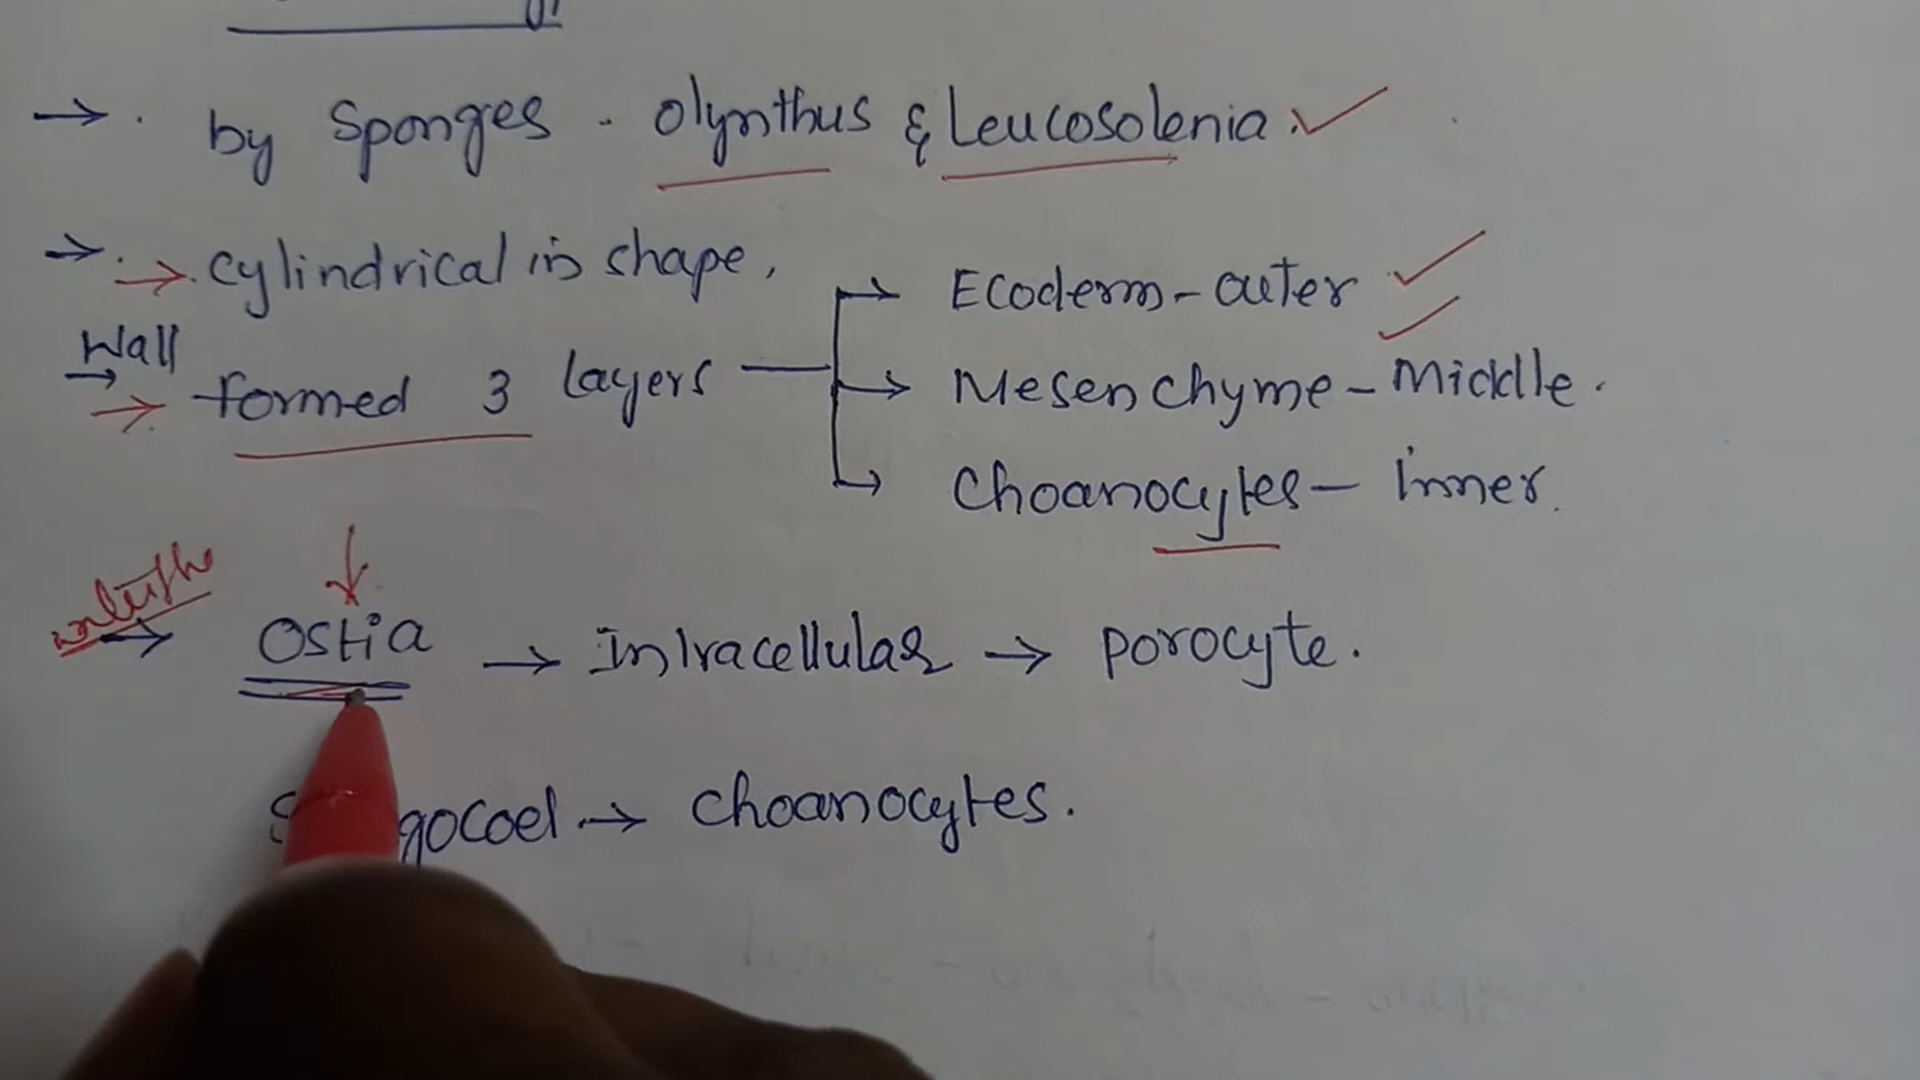 → . by Sponges - Olynthus & Leucosolenia.
→ . → . cylindrical in shape,
Wall
→ → formed 3 layers
→ Ecoderm - outer
→ Mesenchyme - Middle.
→ Choanocytes - Inner.
→ Ostia → Intracellular → porocyte.
→ Choanocytes.